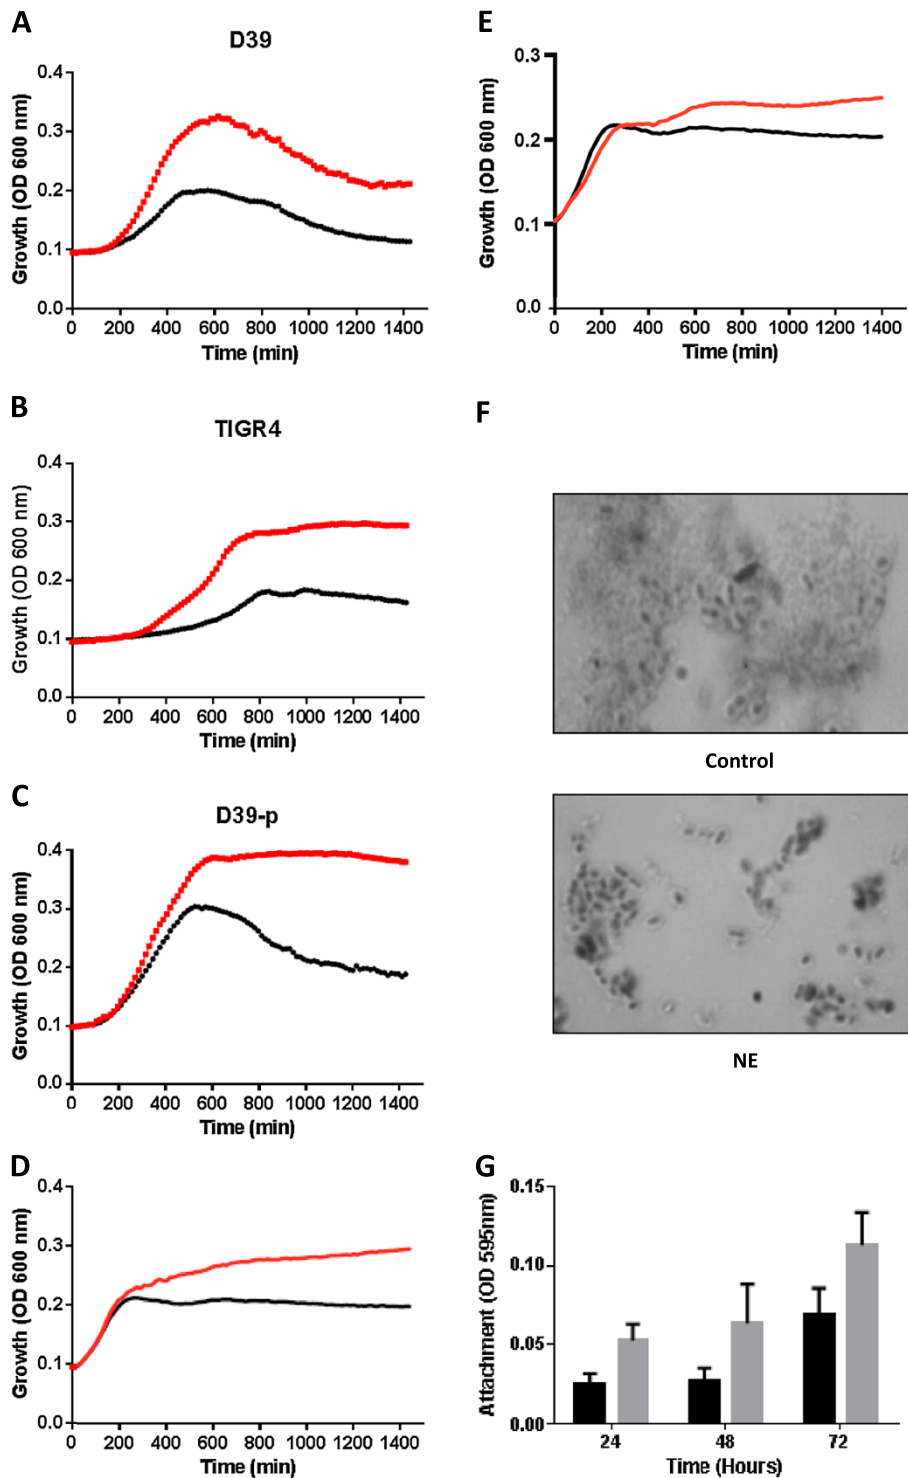 A
D39
Growth (OD 600 nm)
0.4
0.3
0.2
0.1
0.0
0 200 400 600 800 1000 1200 1400
Time (min)
B
TIGR4
Growth (OD 600 nm)
0.4
0.3
0.2
0.1
0.0
0 200 400 600 800 1000 1200 1400
Time (min)
C
D39-p
Growth (OD 600 nm)
0.4
0.3
0.2
0.1
0.0
0 200 400 600 800 1000 1200 1400
Time (min)
D
Growth (OD 600 nm)
0.4
0.3
0.2
0.1
0.0
0 200 400 600 800 1000 1200 1400
Time (min)
E
Growth (OD 600 nm)
0.3
0.2
0.1
0.0
0 200 400 600 800 1000 1200 1400
Time (min)
F
Control
NE
G
Attachment (OD 595nm)
0.15
0.10
0.05
0.00
24 48 72
Time (Hours)